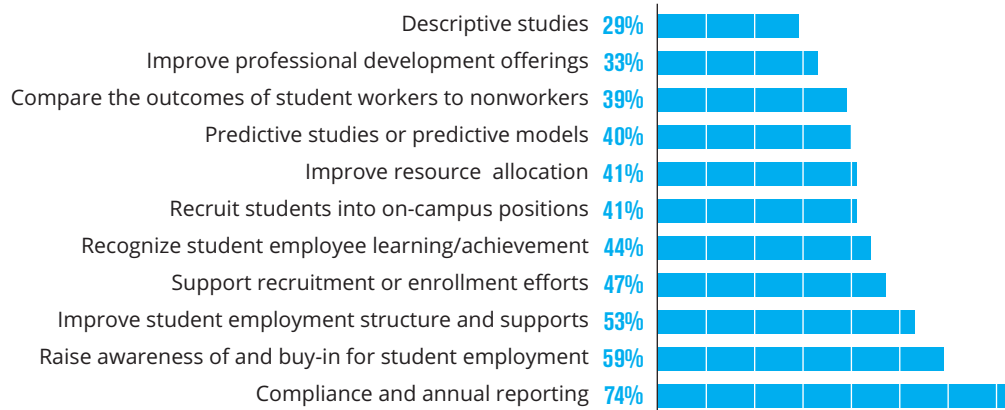 Descriptive studies 29%
Improve professional development offerings 33%
Compare the outcomes of student workers to nonworkers 39%
Predictive studies or predictive models 40%
Improve resource allocation 41%
Recruit students into on-campus positions 41%
Recognize student employee learning/achievement 44%
Support recruitment or enrollment efforts 47%
Improve student employment structure and supports 53%
Raise awareness of and buy-in for student employment 59%
Compliance and annual reporting 74%